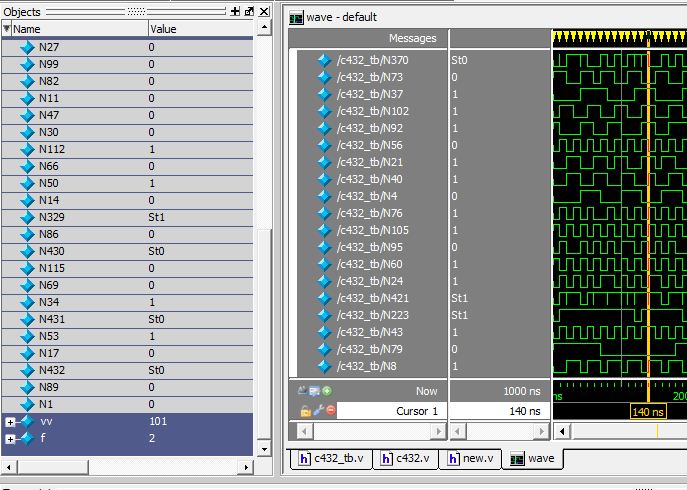 Objects
Name Value
N27 0
N99 0
N82 0
N11 0
N47 0
N30 0
N112 1
N66 0
N50 1
N14 0
N329 St1
N86 0
N430 St0
N115 0
N69 0
N34 1
N431 St0
N53 1
N17 0
N432 St0
N89 0
N1 0
vv 101
f 2
wave - default
Messages
/c432_tb/N370 St0
/c432_tb/N73 0
/c432_tb/N37 1
/c432_tb/N102 1
/c432_tb/N92 1
/c432_tb/N56 0
/c432_tb/N21 1
/c432_tb/N40 1
/c432_tb/N4 0
/c432_tb/N76 1
/c432_tb/N105 1
/c432_tb/N95 0
/c432_tb/N60 1
/c432_tb/N24 1
/c432_tb/N421 St1
/c432_tb/N223 St1
/c432_tb/N43 1
/c432_tb/N79 0
/c432_tb/N8 1
Now 1000 ns ns 200
Cursor 1 140 ns 140 ns
c432_tb.v c432.v new.v wave